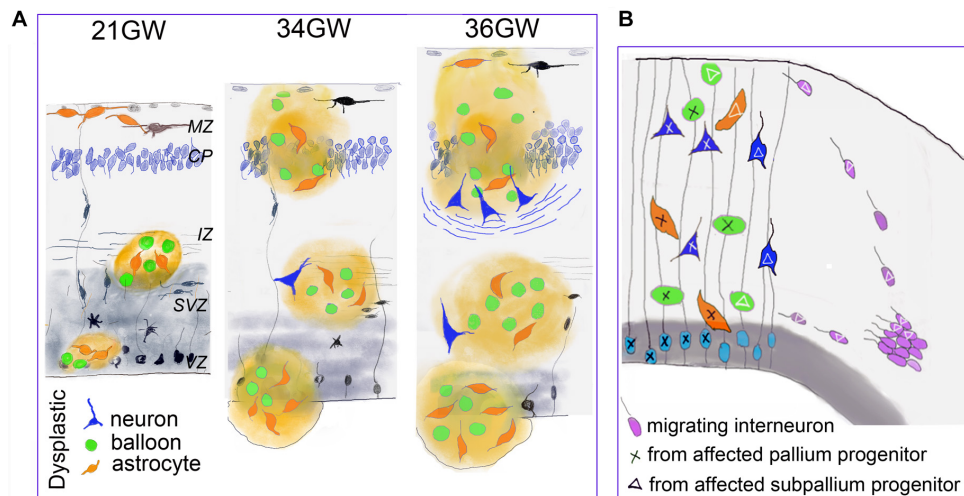 A
21GW
34GW
36GW
MZ
CP
IZ
SVZ
VZ
Dysplastic
neuron
balloon
astrocyte
B
migrating interneuron
from affected pallium progenitor
from affected subpallium progenitor